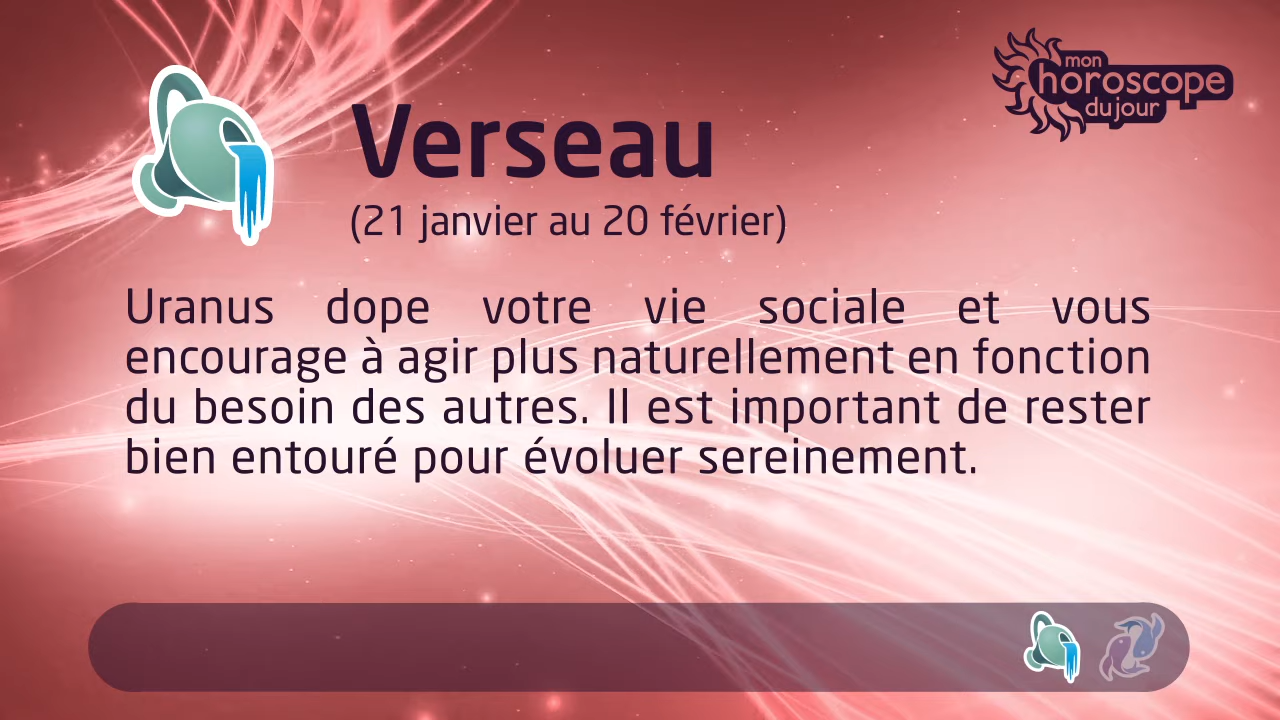 mon
horoscope
du jour
Verseau
(21 janvier au 20 février)
Uranus dope votre vie sociale et vous
encourage à agir plus naturellement en fonction
du besoin des autres. Il est important de rester
bien entouré pour évoluer sereinement.